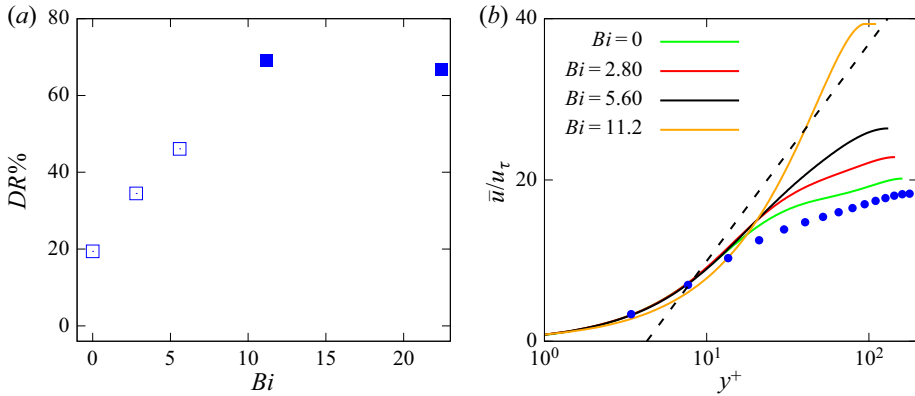 (a)
80
60
40
20
0
DR%
0
5
10
15
20
Bi
(b)
40
20
0
ū/u_τ
Bi = 0
Bi = 2.80
Bi = 5.60
Bi = 11.2
10⁰
10¹
10²
y⁺